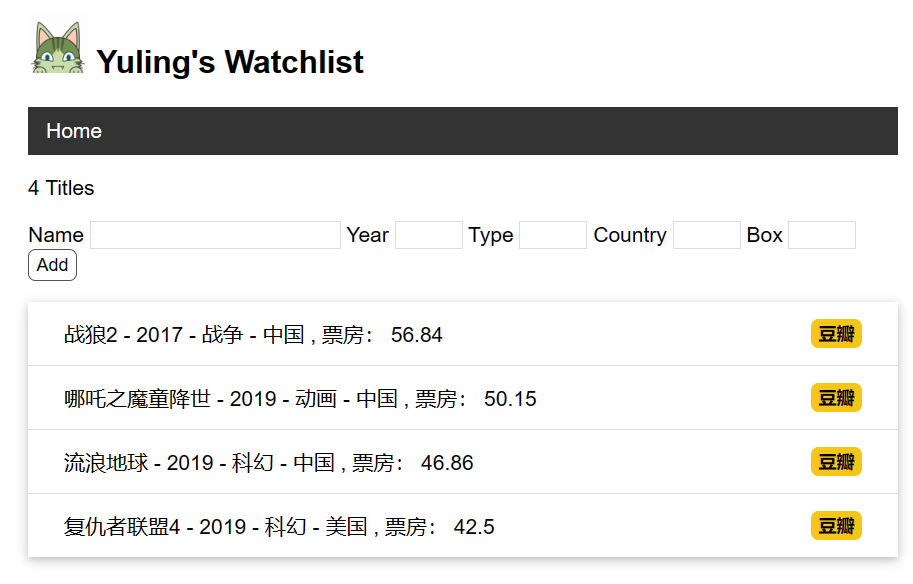 Yuling's Watchlist
Home
4 Titles
Name Year Type Country Box
Add
战狼2 - 2017 - 战争 - 中国 , 票房： 56.84 豆瓣
哪吒之魔童降世 - 2019 - 动画 - 中国 , 票房： 50.15 豆瓣
流浪地球 - 2019 - 科幻 - 中国 , 票房： 46.86 豆瓣
复仇者联盟4 - 2019 - 科幻 - 美国 , 票房： 42.5 豆瓣